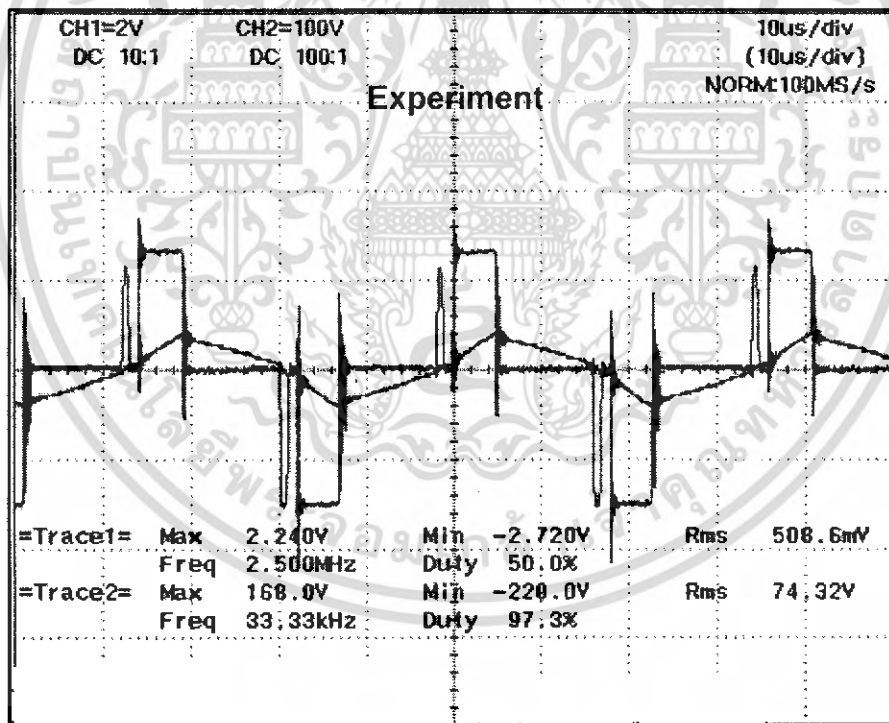 CH1=2V CH2=100V 10us/div
DC 10:1 DC 100:1 (10us/div)
NORM:100MS/s
Experiment
=Trace1= Max 2.240V Min -2.720V Rms 508.6mV
Freq 2.500MHz Duty 50.0%
=Trace2= Max 168.0V Min -220.0V Rms 74.32V
Freq 33.33kHz Duty 97.3%